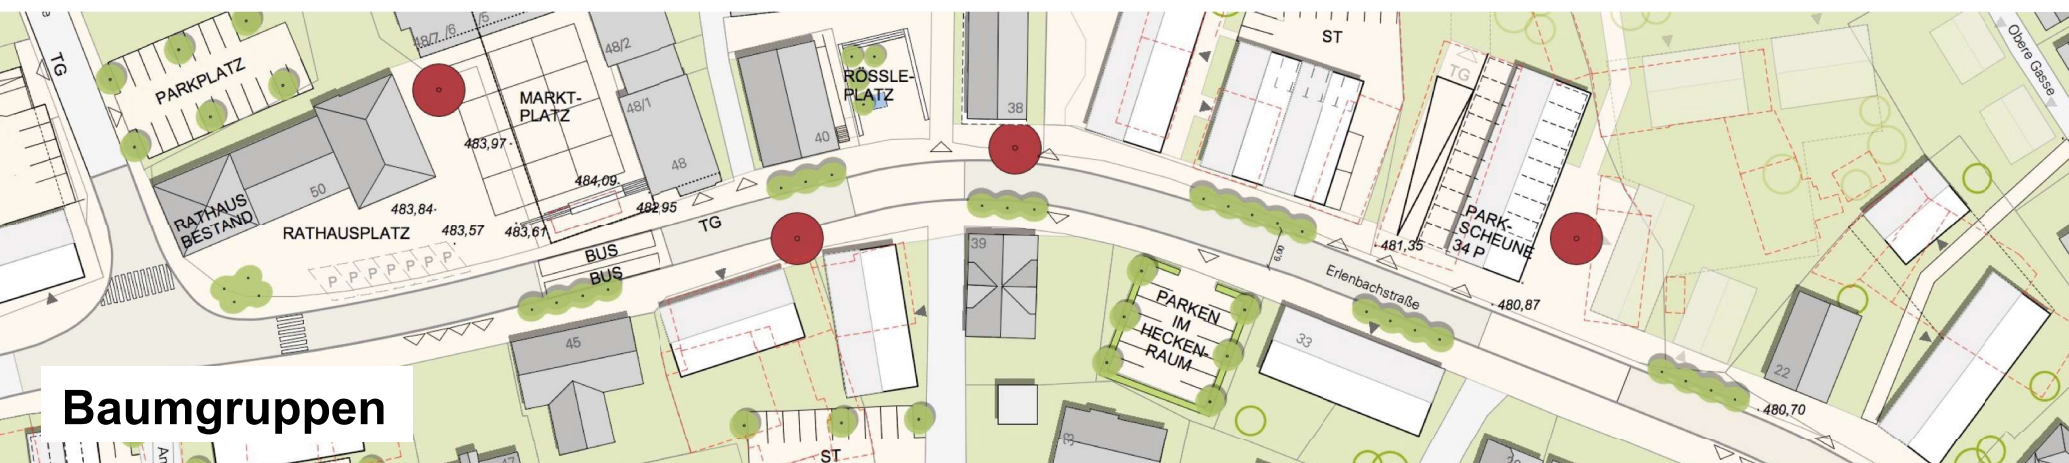 TG
PARKPLATZ
48/7
/6
/5
48/2
MARKT-
PLATZ
48/1
RÖSSLE-
PLATZ
40
38
ST
TG
Obere Gasse
483,97
484,09
48
50
RATHAUS
BESTAND
483,84
RATHAUSPLATZ
483,57
483,61
48295
TG
BUS
BUS
P P P P P P P
39
6,00
481,35
PARK-
SCHEUNE
34 P
Erlenbachstraße
480,87
PARKEN
IM
HECKEN-
RAUM
45
33
22
480,70
Baumgruppen
ST
An
47